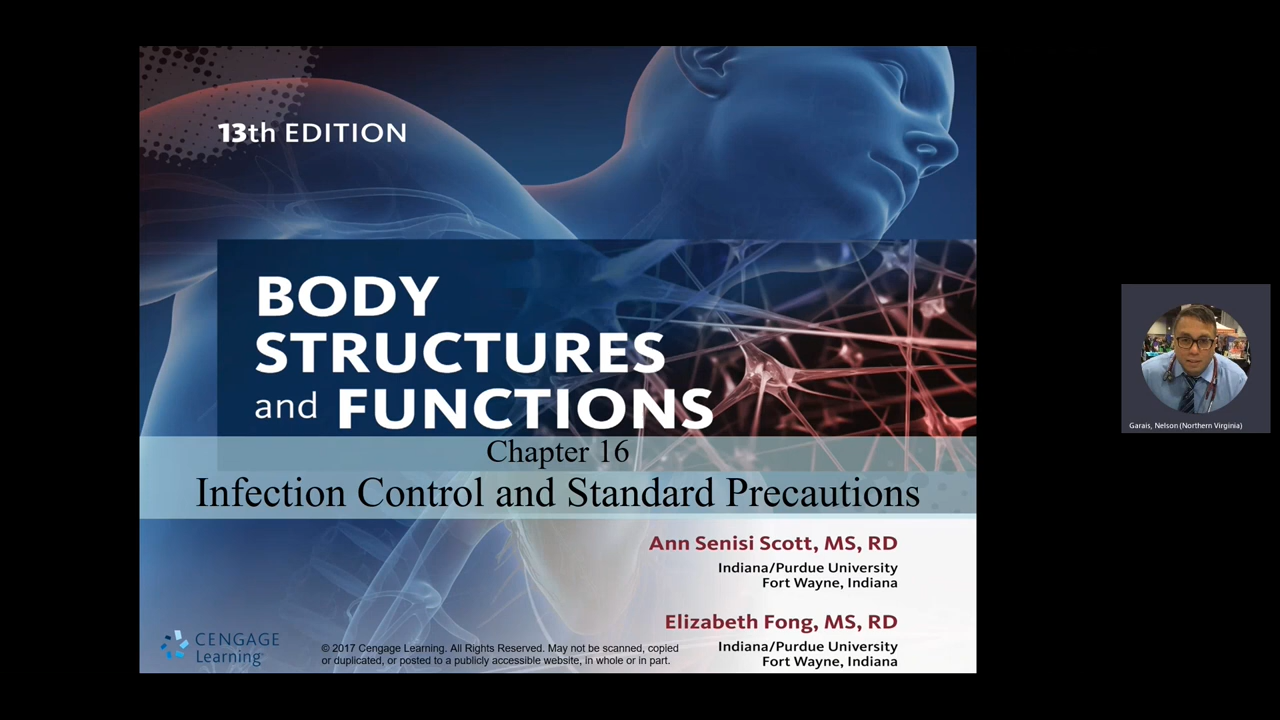 13th EDITION
BODY
STRUCTURES
and FUNCTIONS
Chapter 16
Infection Control and Standard Precautions
Ann Senisi Scott, MS, RD
Indiana/Purdue University
Fort Wayne, Indiana
Elizabeth Fong, MS, RD
Indiana/Purdue University
Fort Wayne, Indiana
CENGAGE
Learning
© 2017 Cengage Learning. All Rights Reserved. May not be scanned, copied
or duplicated, or posted to a publicly accessible website, in whole or in part.
Garais, Nelson (Northern Virginia)